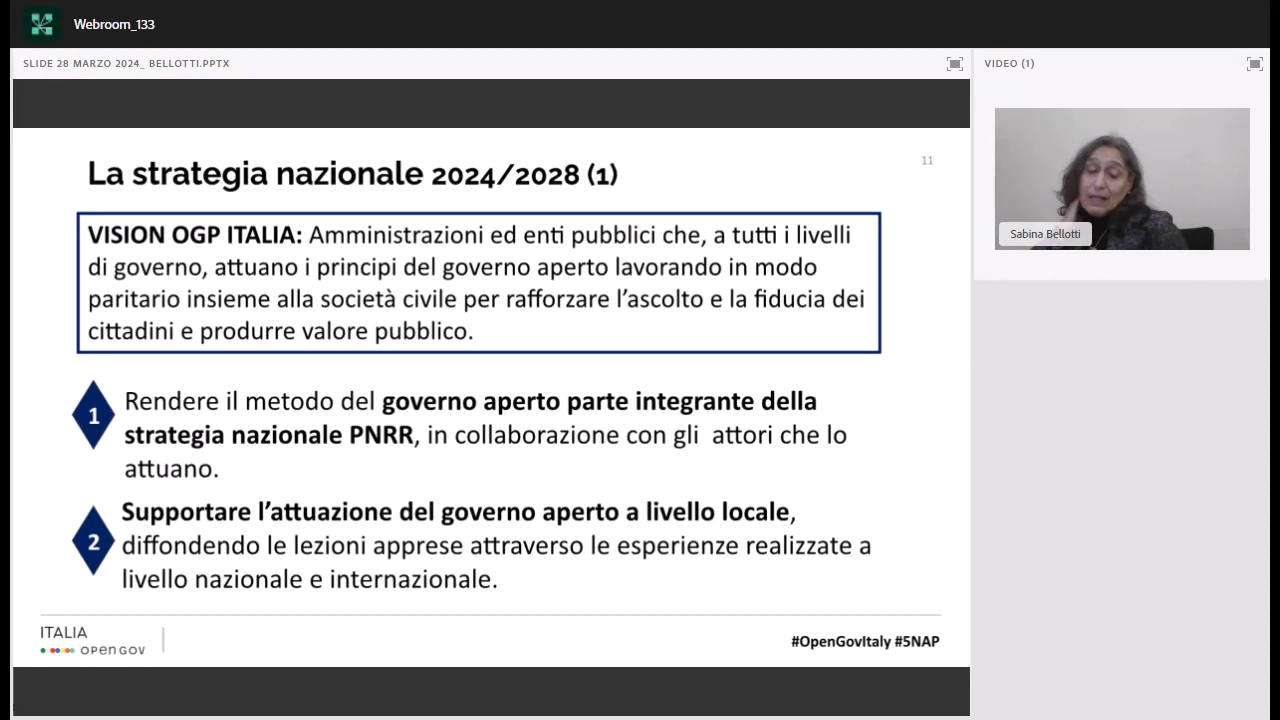 Webroom_133
SLIDE 28 MARZO 2024_ BELLOTTI.PPTX
VIDEO (1)
11
La strategia nazionale 2024/2028 (1)
VISION OGP ITALIA: Amministrazioni ed enti pubblici che, a tutti i livelli
di governo, attuano i principi del governo aperto lavorando in modo
paritario insieme alla società civile per rafforzare l’ascolto e la fiducia dei
cittadini e produrre valore pubblico.
1
Rendere il metodo del governo aperto parte integrante della
strategia nazionale PNRR, in collaborazione con gli attori che lo
attuano.
2
Supportare l’attuazione del governo aperto a livello locale,
diffondendo le lezioni apprese attraverso le esperienze realizzate a
livello nazionale e internazionale.
ITALIA
OPEN GOV
#OpenGovItaly #5NAP
Sabina Bellotti